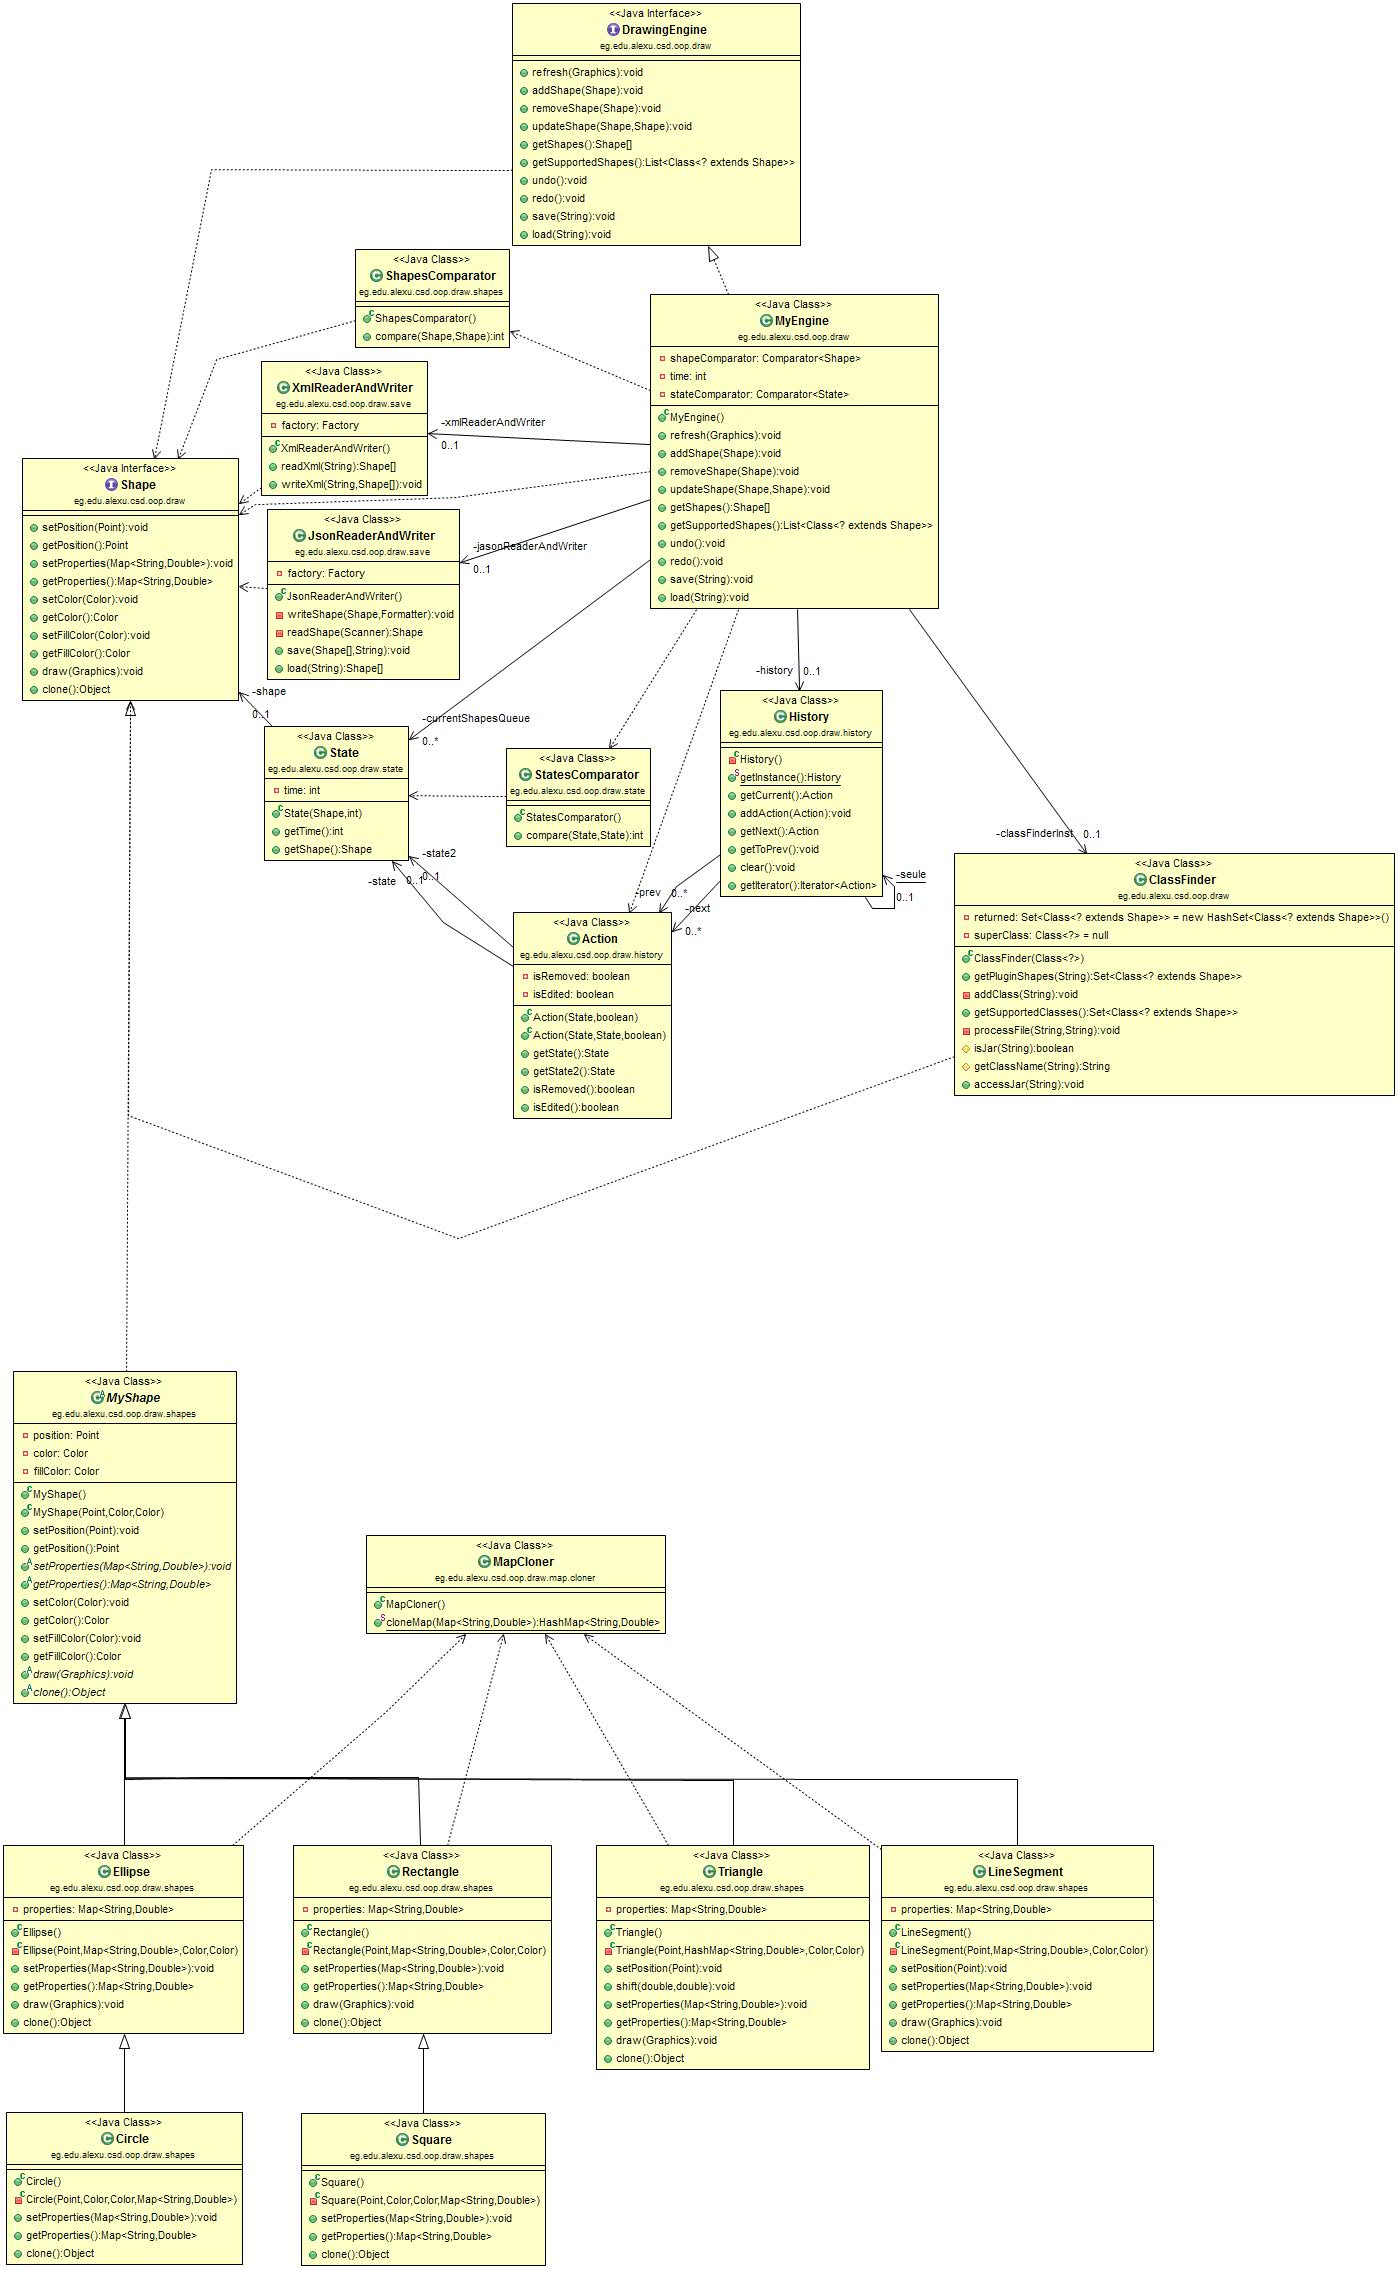 <<Java Interface>>
DrawingEngine
eg.edu.alexu.csd.oop.draw
refresh(Graphics):void
addShape(Shape):void
removeShape(Shape):void
updateShape(Shape,Shape):void
getShapes():Shape[]
getSupportedShapes():List<Class<? extends Shape>>
undo():void
redo():void
save(String):void
load(String):void
<<Java Class>>
ShapesComparator
eg.edu.alexu.csd.oop.draw.shapes
ShapesComparator()
compare(Shape,Shape):int
<<Java Class>>
MyEngine
eg.edu.alexu.csd.oop.draw
shapeComparator: Comparator<Shape>
time: int
stateComparator: Comparator<State>
MyEngine()
refresh(Graphics):void
addShape(Shape):void
removeShape(Shape):void
updateShape(Shape,Shape):void
getShapes():Shape[]
getSupportedShapes():List<Class<? extends Shape>>
undo():void
redo():void
save(String):void
load(String):void
<<Java Class>>
XmlReaderAndWriter
eg.edu.alexu.csd.oop.draw.save
factory: Factory
XmlReaderAndWriter()
readXml(String):Shape[]
writeXml(String,Shape[]):void
-xmlReaderAndWriter
0..1
<<Java Interface>>
Shape
eg.edu.alexu.csd.oop.draw
setPosition(Point):void
getPosition():Point
setProperties(Map<String,Double>):void
getProperties():Map<String,Double>
setColor(Color):void
getColor():Color
setFillColor(Color):void
getFillColor():Color
draw(Graphics):void
clone():Object
<<Java Class>>
JsonReaderAndWriter
eg.edu.alexu.csd.oop.draw.save
factory: Factory
JsonReaderAndWriter()
writeShape(Shape,Formatter):void
readShape(Scanner):Shape
save(Shape[],String):void
load(String):Shape[]
-jasonReaderAndWriter
0..1
-shape
0..1
-currentShapesQueue
0..*
-history
0..1
<<Java Class>>
State
eg.edu.alexu.csd.oop.draw.state
time: int
State(Shape,int)
getTime():int
getShape():Shape
<<Java Class>>
StatesComparator
eg.edu.alexu.csd.oop.draw.state
StatesComparator()
compare(State,State):int
<<Java Class>>
History
eg.edu.alexu.csd.oop.draw.history
History()
getInstance():History
getCurrent():Action
addAction(Action):void
getNext():Action
getToPrev():void
clear():void
getIterator():Iterator<Action>
-seule
0..1
-classFinderInst
0..1
-state2
0..1
-state
0..1
-prev
0..*
-next
0..*
<<Java Class>>
ClassFinder
eg.edu.alexu.csd.oop.draw
returned: Set<Class<? extends Shape>> = new HashSet<Class<? extends Shape>>()
superClass: Class<?> = null
ClassFinder(Class<?>)
getPluginShapes(String):Set<Class<? extends Shape>>
addClass(String):void
getSupportedClasses():Set<Class<? extends Shape>>
processFile(String,String):void
isJar(String):boolean
getClassName(String):String
accessJar(String):void
<<Java Class>>
Action
eg.edu.alexu.csd.oop.draw.history
isRemoved: boolean
isEdited: boolean
Action(State,boolean)
Action(State,State,boolean)
getState():State
getState2():State
isRemoved():boolean
isEdited():boolean
<<Java Class>>
MyShape
eg.edu.alexu.csd.oop.draw.shapes
position: Point
color: Color
fillColor: Color
MyShape()
MyShape(Point,Color,Color)
setPosition(Point):void
getPosition():Point
setProperties(Map<String,Double>):void
getProperties():Map<String,Double>
setColor(Color):void
getColor():Color
setFillColor(Color):void
getFillColor():Color
draw(Graphics):void
clone():Object
<<Java Class>>
MapCloner
eg.edu.alexu.csd.oop.draw.map.cloner
MapCloner()
cloneMap(Map<String,Double>):HashMap<String,Double>
<<Java Class>>
Ellipse
eg.edu.alexu.csd.oop.draw.shapes
properties: Map<String,Double>
Ellipse()
Ellipse(Point,Map<String,Double>,Color,Color)
setProperties(Map<String,Double>):void
getProperties():Map<String,Double>
draw(Graphics):void
clone():Object
<<Java Class>>
Rectangle
eg.edu.alexu.csd.oop.draw.shapes
properties: Map<String,Double>
Rectangle()
Rectangle(Point,Map<String,Double>,Color,Color)
setProperties(Map<String,Double>):void
getProperties():Map<String,Double>
draw(Graphics):void
clone():Object
<<Java Class>>
Triangle
eg.edu.alexu.csd.oop.draw.shapes
properties: Map<String,Double>
Triangle()
Triangle(Point,HashMap<String,Double>,Color,Color)
setPosition(Point):void
shift(double,double):void
setProperties(Map<String,Double>):void
getProperties():Map<String,Double>
draw(Graphics):void
clone():Object
<<Java Class>>
LineSegment
eg.edu.alexu.csd.oop.draw.shapes
properties: Map<String,Double>
LineSegment()
LineSegment(Point,Map<String,Double>,Color,Color)
setPosition(Point):void
setProperties(Map<String,Double>):void
getProperties():Map<String,Double>
draw(Graphics):void
clone():Object
<<Java Class>>
Circle
eg.edu.alexu.csd.oop.draw.shapes
Circle()
Circle(Point,Color,Color,Map<String,Double>)
setProperties(Map<String,Double>):void
getProperties():Map<String,Double>
clone():Object
<<Java Class>>
Square
eg.edu.alexu.csd.oop.draw.shapes
Square()
Square(Point,Color,Color,Map<String,Double>)
setProperties(Map<String,Double>):void
getProperties():Map<String,Double>
clone():Object